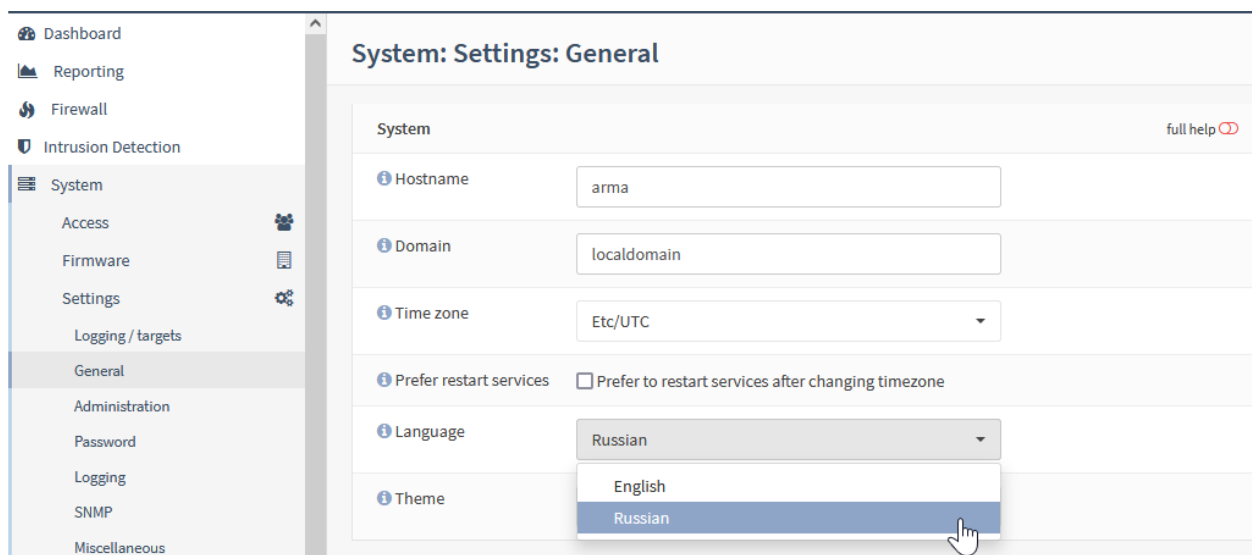 Dashboard
Reporting
Firewall
Intrusion Detection
System
Access
Firmware
Settings
Logging / targets
General
Administration
Password
Logging
SNMP
Miscellaneous
System: Settings: General
System full help
Hostname arma
Domain localdomain
Time zone Etc/UTC
Prefer restart services Prefer to restart services after changing timezone
Language Russian
English
Theme
Russian